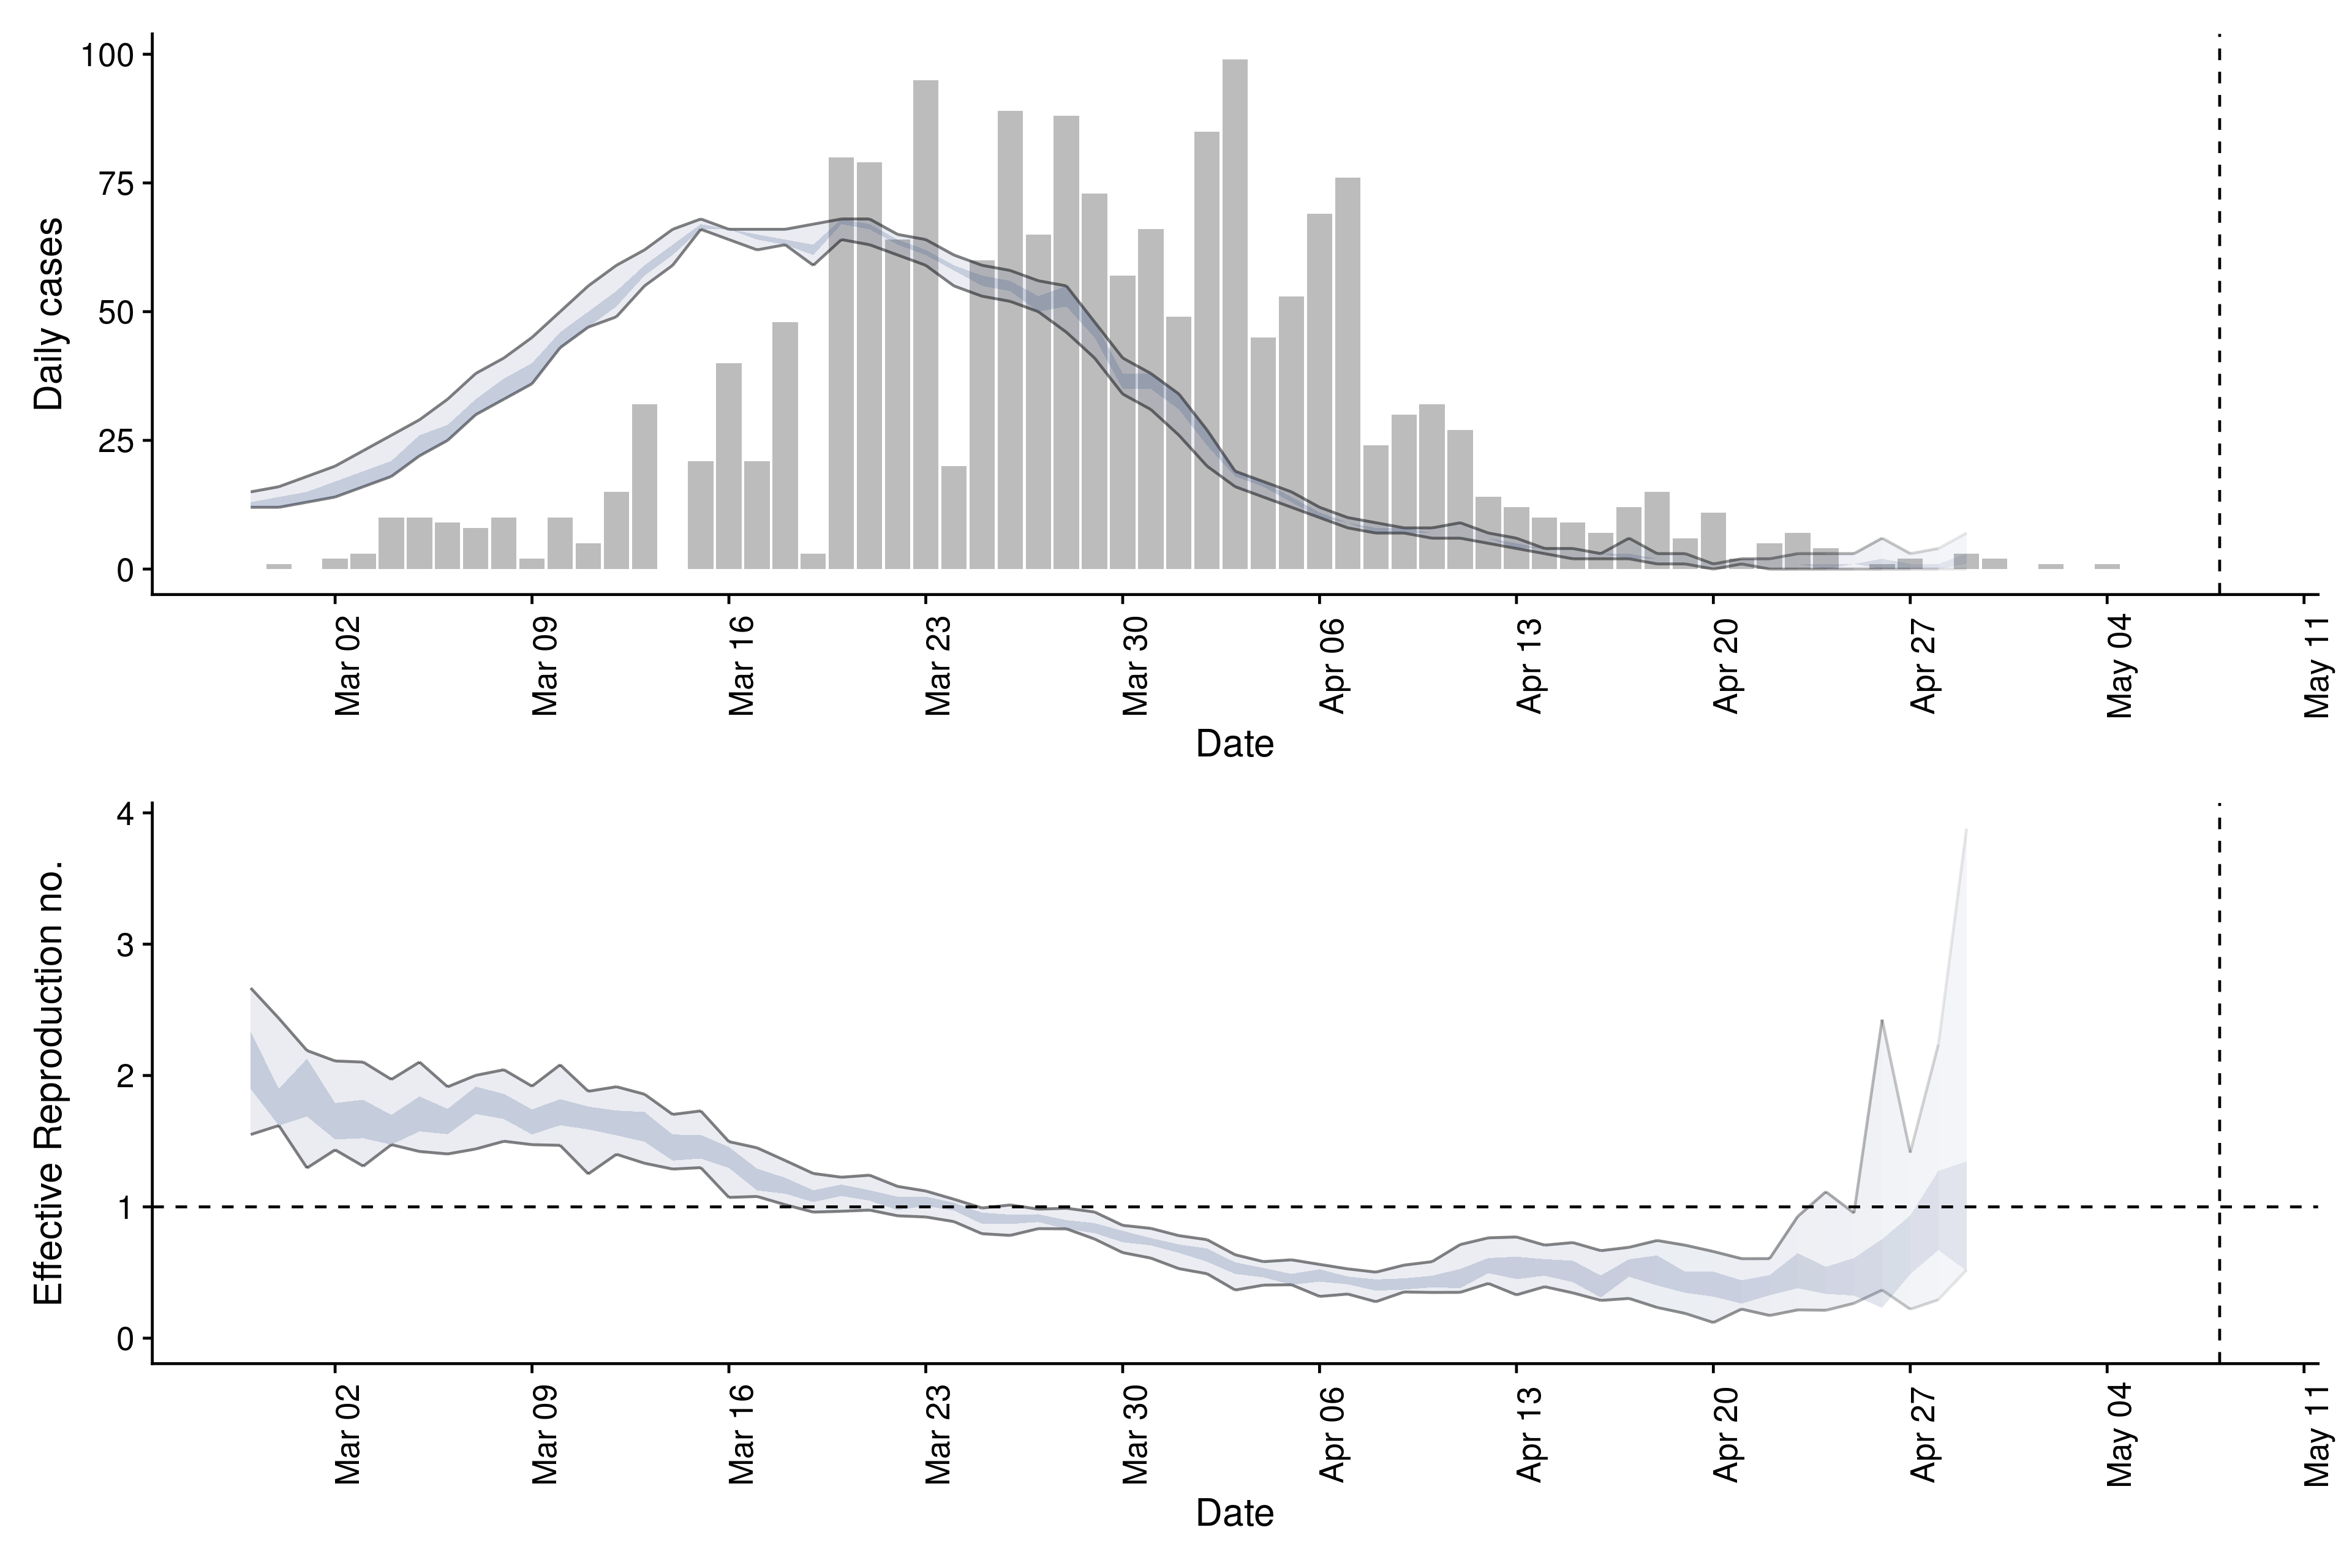 Daily cases
100
75
50
25
0
Mar 02
Mar 09
Mar 16
Mar 23
Mar 30
Apr 06
Apr 13
Apr 20
Apr 27
May 04
May 11
Date
Effective Reproduction no.
4
3
2
1
0
Mar 02
Mar 09
Mar 16
Mar 23
Mar 30
Apr 06
Apr 13
Apr 20
Apr 27
May 04
May 11
Date